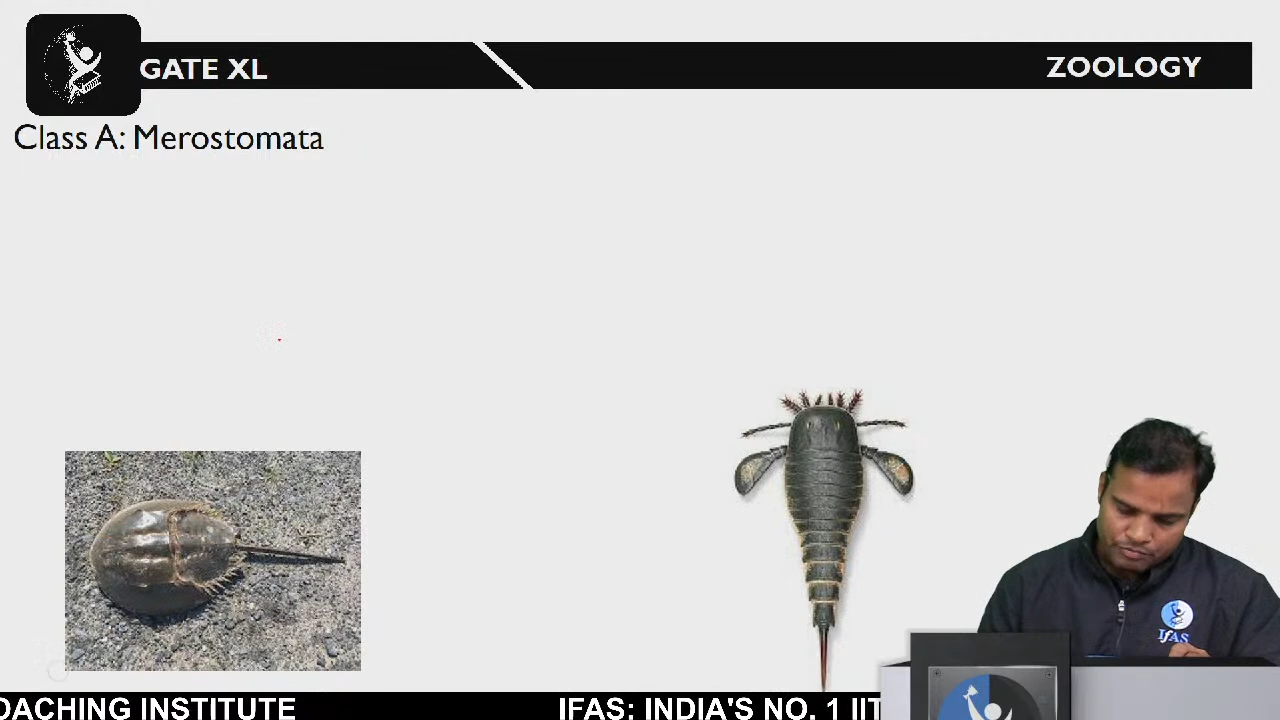 GATE XL
ZOOLOGY
Class A: Merostomata
IfAS
OACHING INSTITUTE
IFAS: INDIA'S NO. 1 IIT